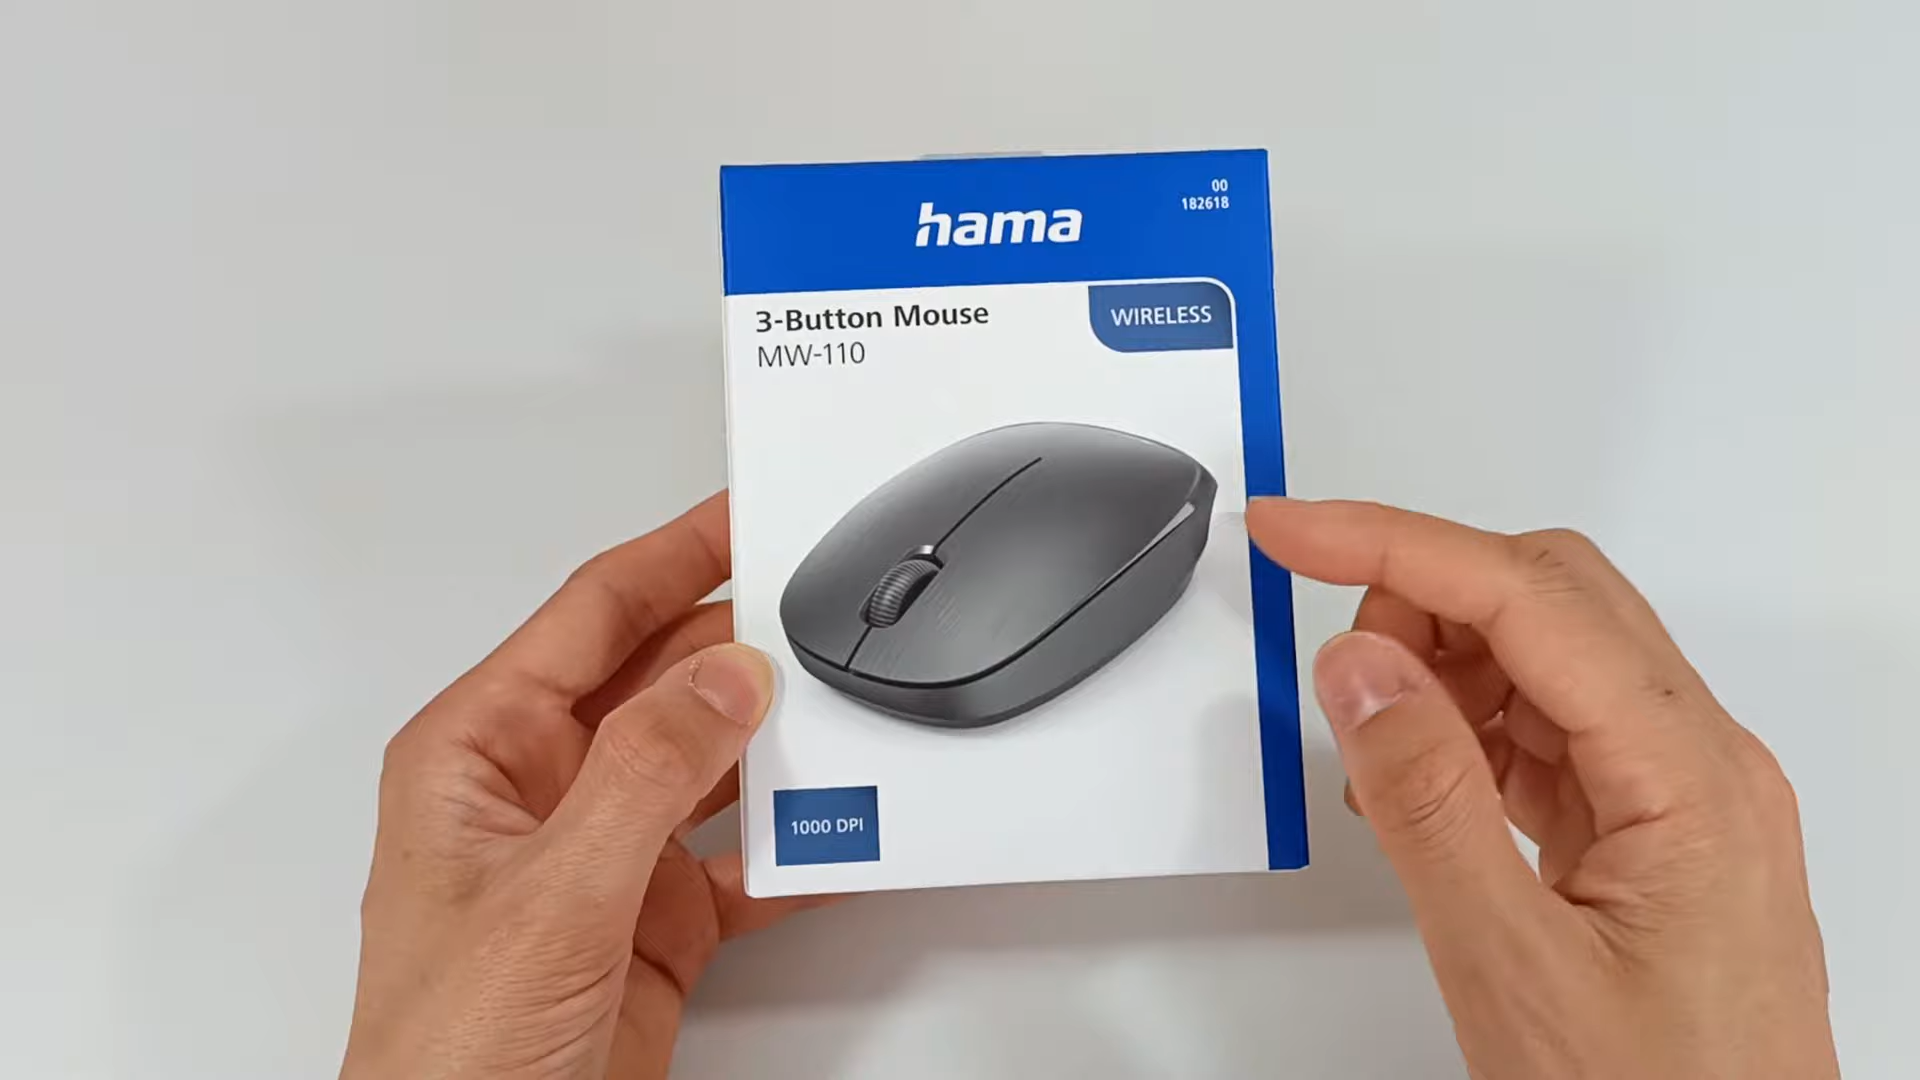 hama
00
182618
3-Button Mouse
WIRELESS
MW-110
1000 DPI